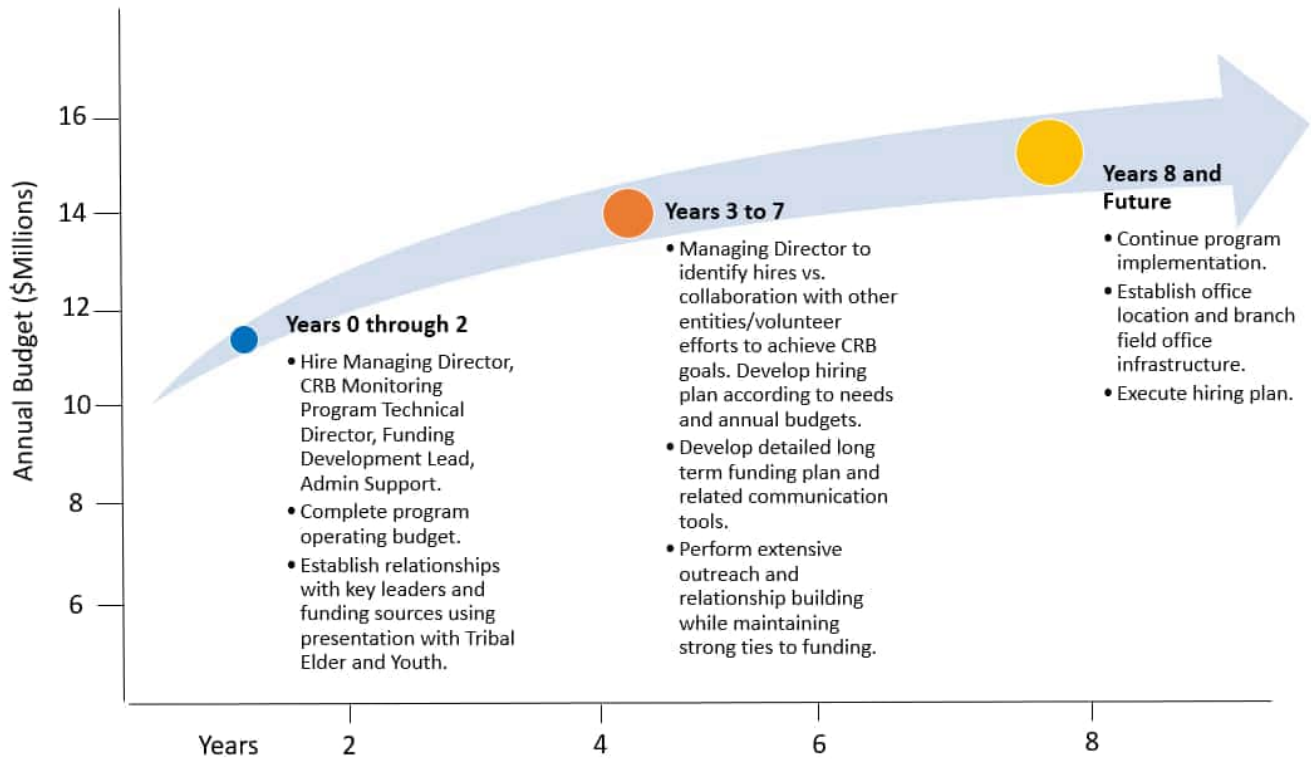 Annual Budget ($Millions)
16
14
12
10
8
6
Years 0 through 2
• Hire Managing Director,
CRB Monitoring
Program Technical
Director, Funding
Development Lead,
Admin Support.
• Complete program
operating budget.
• Establish relationships
with key leaders and
funding sources using
presentation with Tribal
Elder and Youth.
Years 3 to 7
• Managing Director to
identify hires vs.
collaboration with other
entities/volunteer
efforts to achieve CRB
goals. Develop hiring
plan according to needs
and annual budgets.
• Develop detailed long
term funding plan and
related communication
tools.
• Perform extensive
outreach and
relationship building
while maintaining
strong ties to funding.
Years 8 and
Future
• Continue program
implementation.
• Establish office
location and branch
field office
infrastructure.
• Execute hiring plan.
Years 2 4 6 8